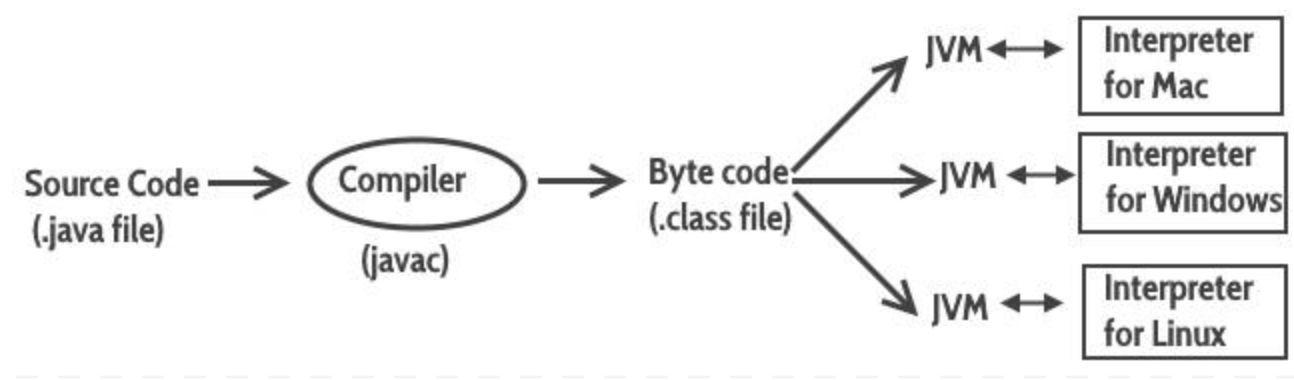 Source Code
(.java file)
Compiler
(javac)
Byte code
(.class file)
JVM
Interpreter
for Mac
JVM
Interpreter
for Windows
JVM
Interpreter
for Linux